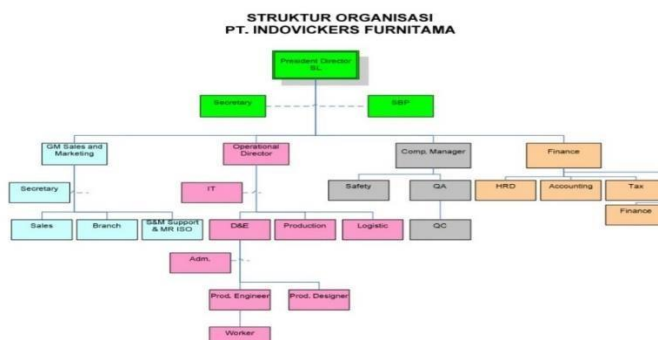 STRUKTUR ORGANISASI
PT. INDOVICKERS FURNITAMA
President Director
SL
Secretary
SBP
GM Sales and
Marketing
Operational
Director
Comp. Manager
Finance
Secretary
IT
Safety
QA
HRD
Accounting
Tax
Finance
Sales
Branch
S&M Support
& MR ISO
D&E
Production
Logistic
QC
Adm.
Prod. Engineer
Prod. Designer
Worker